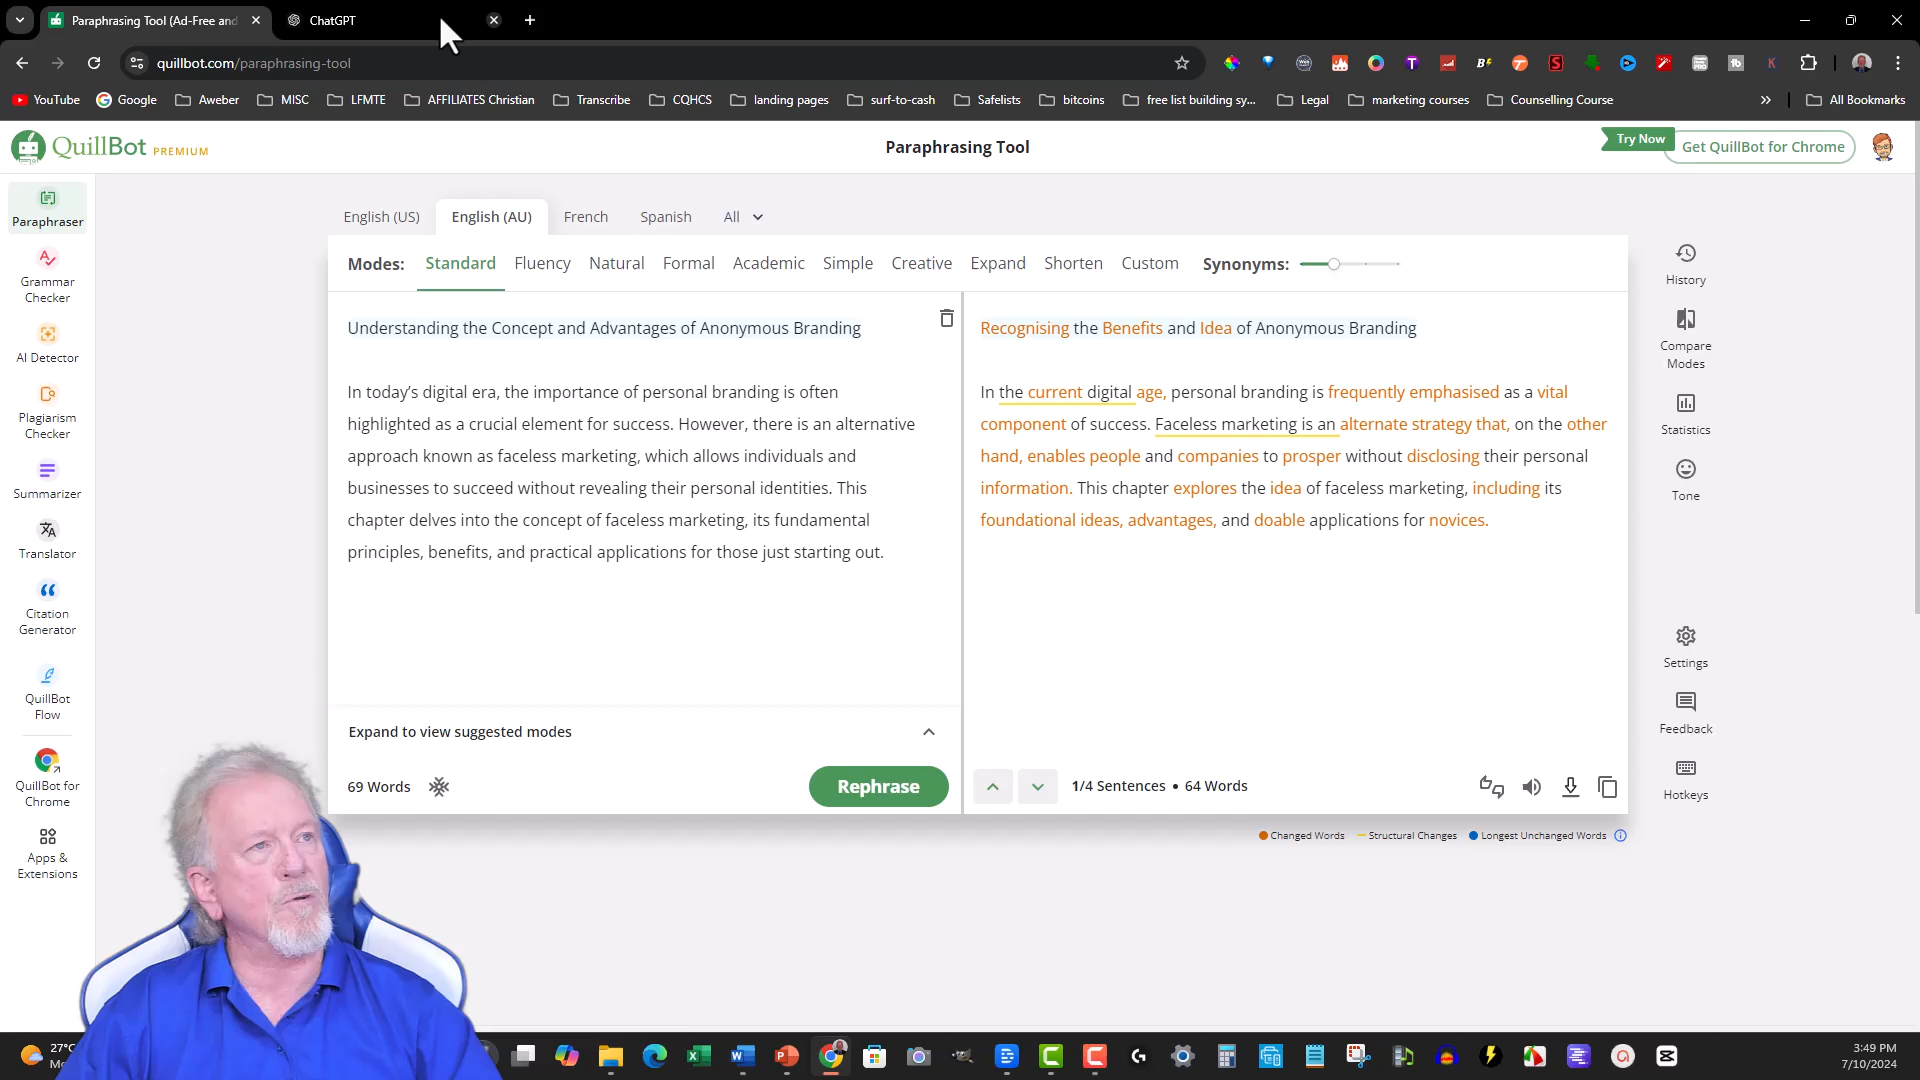 Paraphrasing Tool (Ad-Free and
ChatGPT
quillbot.com/paraphrasing-tool
YouTube
Google
Aweber
MISC
LFMTE
AFFILIATES Christian
Transcribe
CQHCS
landing pages
surf-to-cash
Safelists
bitcoins
free list building sy...
Legal
marketing courses
Counselling Course
All Bookmarks
QuillBot PREMIUM
Paraphrasing Tool
Try Now
Get QuillBot for Chrome
Paraphraser
Grammar
Checker
AI Detector
Plagiarism
Checker
Summarizer
Translator
Citation
Generator
QuillBot
Flow
QuillBot for
Chrome
Apps &
Extensions
English (US)
English (AU)
French
Spanish
All
Modes:
Standard
Fluency
Natural
Formal
Academic
Simple
Creative
Expand
Shorten
Custom
Synonyms:
Understanding the Concept and Advantages of Anonymous Branding
In today’s digital era, the importance of personal branding is often
highlighted as a crucial element for success. However, there is an alternative
approach known as faceless marketing, which allows individuals and
businesses to succeed without revealing their personal identities. This
chapter delves into the concept of faceless marketing, its fundamental
principles, benefits, and practical applications for those just starting out.
Expand to view suggested modes
69 Words
Rephrase
Recognising the Benefits and Idea of Anonymous Branding
In the current digital age, personal branding is frequently emphasised as a vital
component of success. Faceless marketing is an alternate strategy that, on the other
hand, enables people and companies to prosper without disclosing their personal
information. This chapter explores the idea of faceless marketing, including its
foundational ideas, advantages, and doable applications for novices.
1/4 Sentences • 64 Words
Changed Words
Structural Changes
Longest Unchanged Words
History
Compare
Modes
Statistics
Tone
Settings
Feedback
Hotkeys
27°C
3:49 PM
7/10/2024